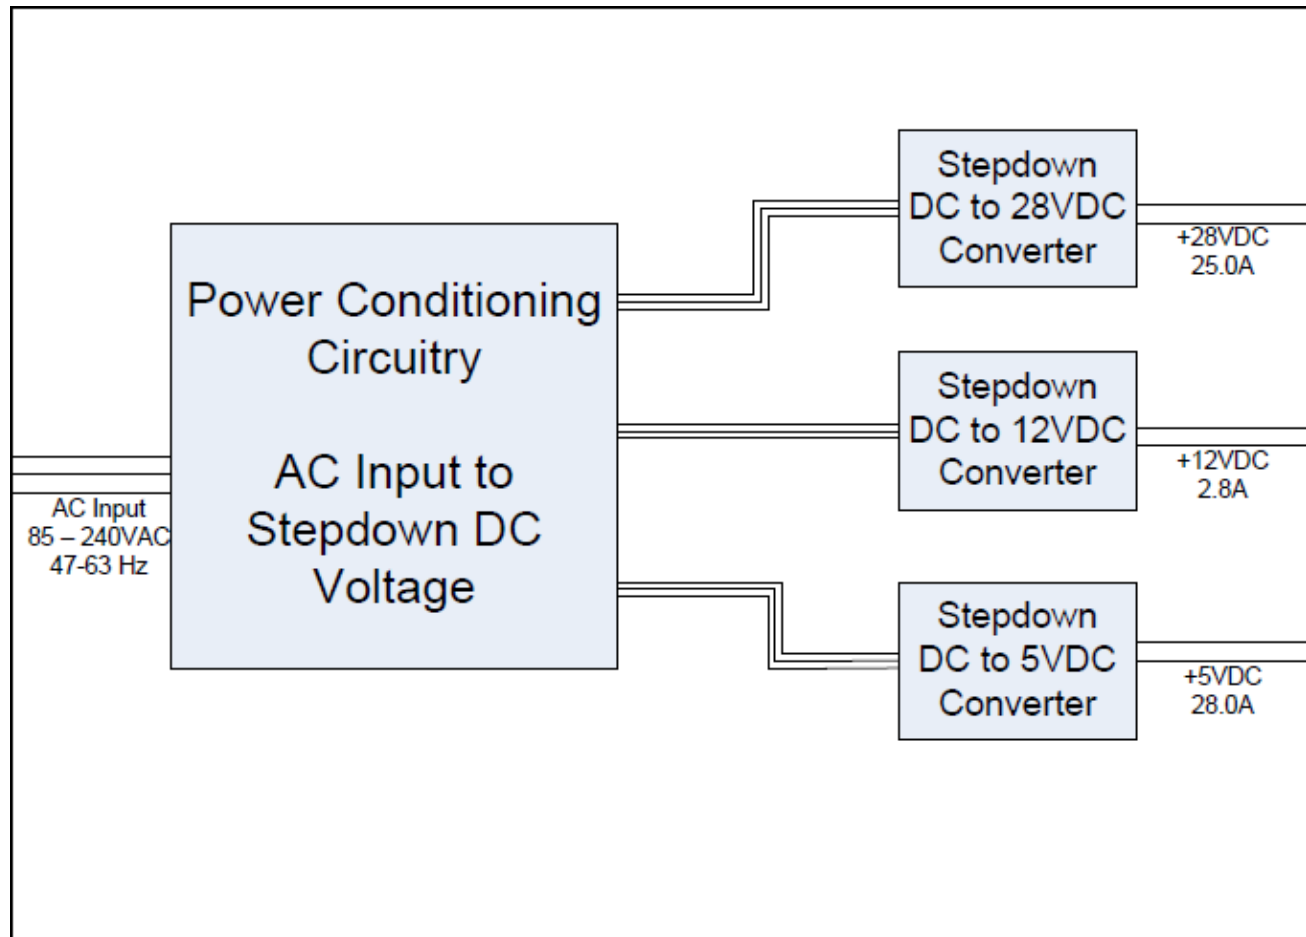 Power Conditioning
Circuitry
AC Input to
Stepdown DC
Voltage
AC Input
85 – 240VAC
47-63 Hz
Stepdown
DC to 28VDC
Converter
+28VDC
25.0A
Stepdown
DC to 12VDC
Converter
+12VDC
2.8A
Stepdown
DC to 5VDC
Converter
+5VDC
28.0A